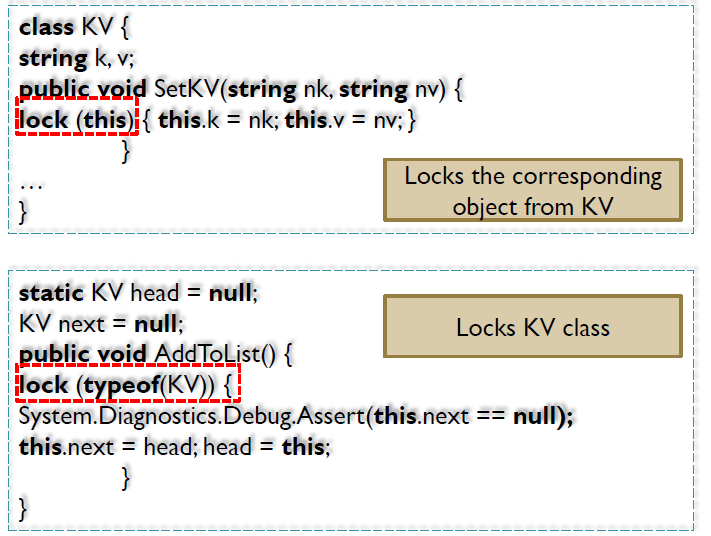 class KV {
string k, v;
public void SetKV(string nk, string nv) {
lock (this) { this.k = nk; this.v = nv; }
}
…
}
Locks the corresponding
object from KV
static KV head = null;
KV next = null;
public void AddToList() {
lock (typeof(KV)) {
System.Diagnostics.Debug.Assert(this.next == null);
this.next = head; head = this;
}
}
Locks KV class